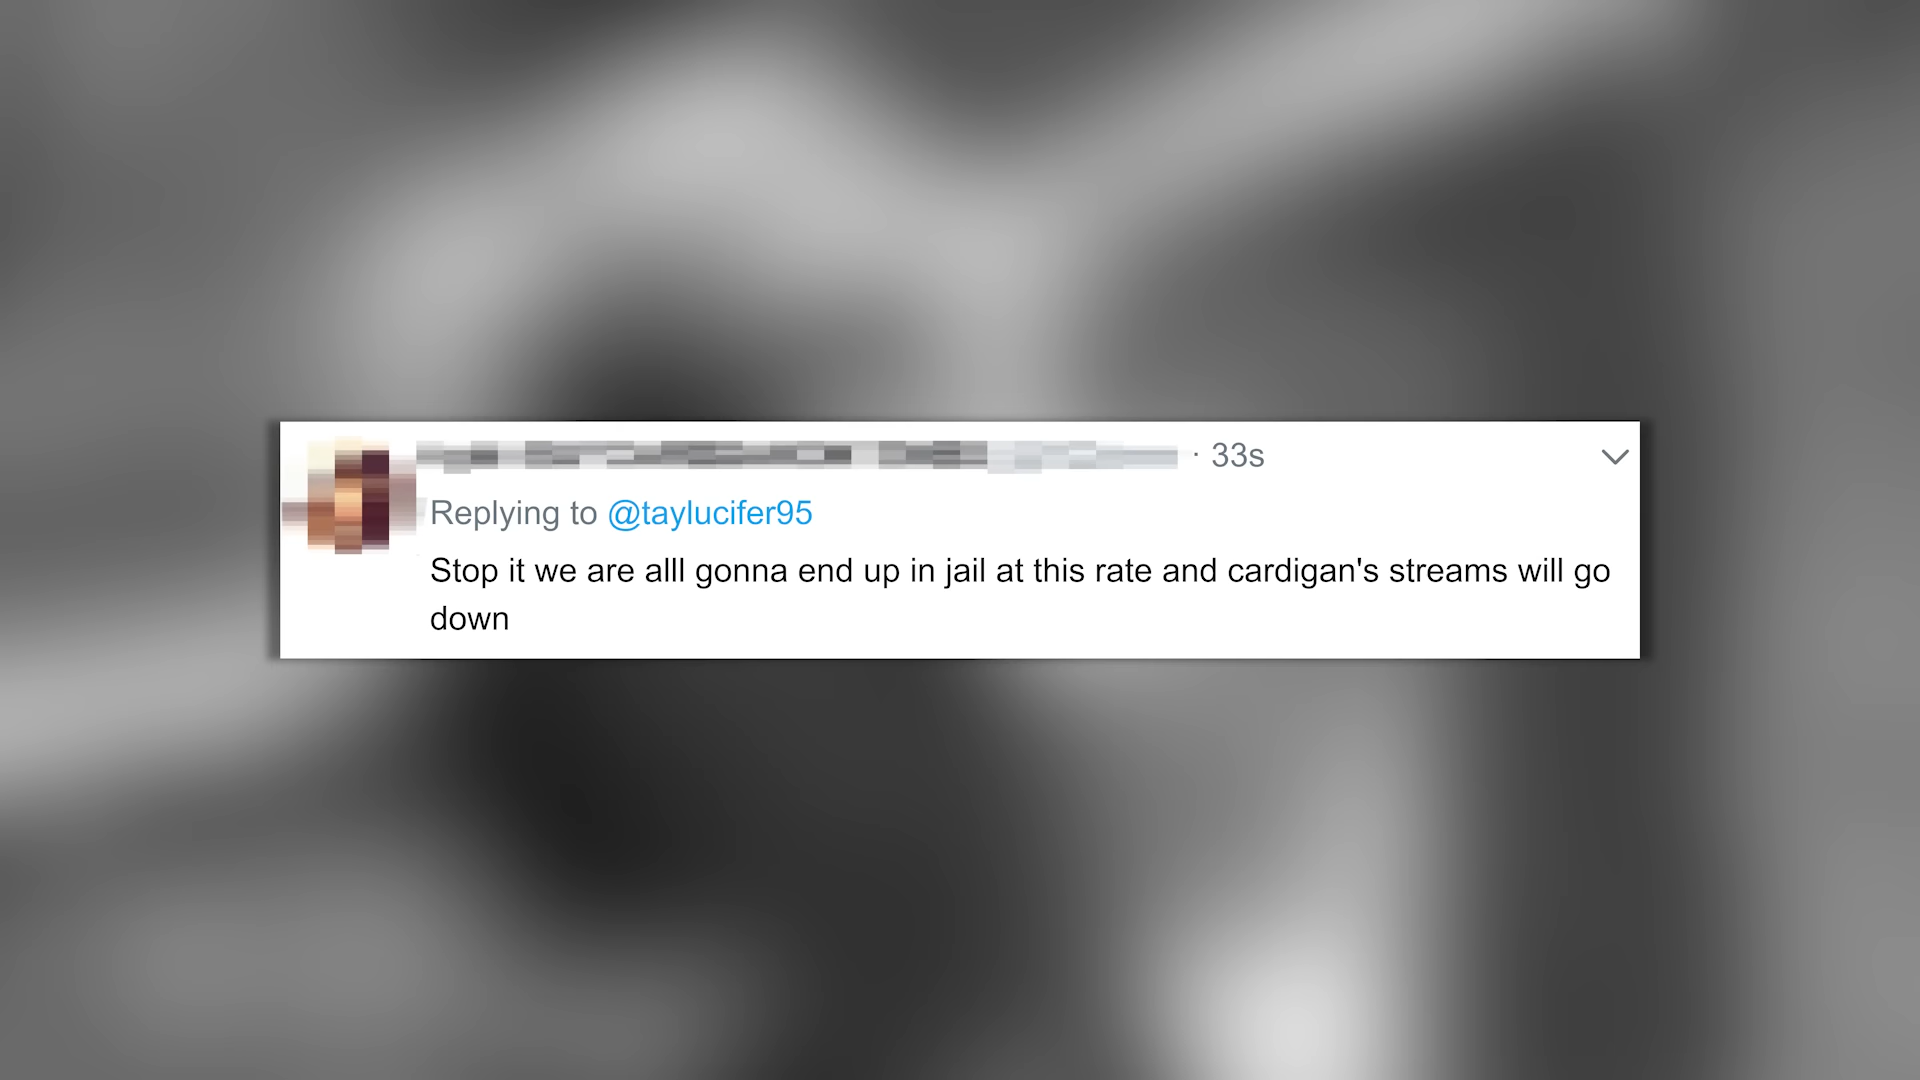 · 33s
Replying to @taylucifer95
Stop it we are alll gonna end up in jail at this rate and cardigan's streams will go
down